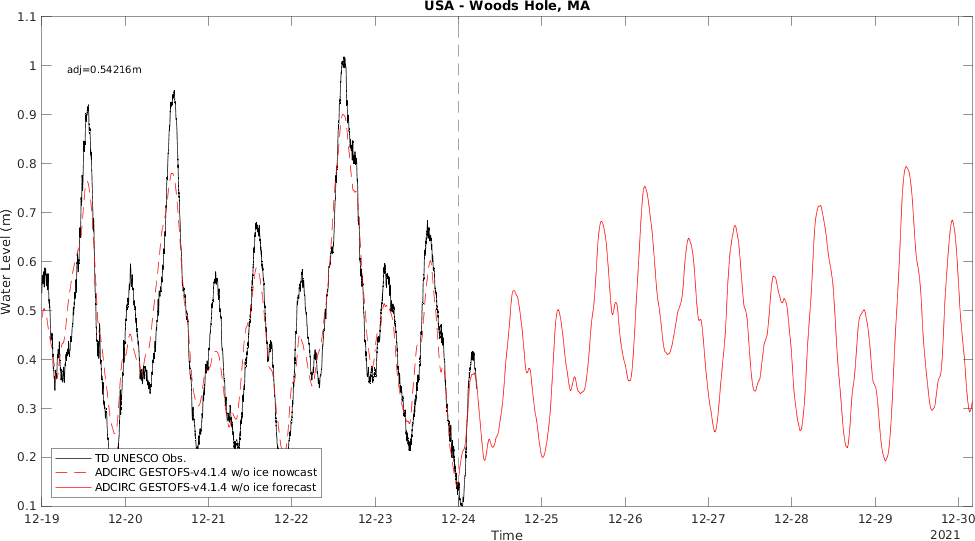 USA - Woods Hole, MA
1.1
1
0.9
0.8
0.7
0.6
0.5
0.4
0.3
0.2
0.1
Water Level (m)
adj=0.54216m
TD UNESCO Obs.
ADCIRC GESTOFS-v4.1.4 w/o ice nowcast
ADCIRC GESTOFS-v4.1.4 w/o ice forecast
12-19 12-20 12-21 12-22 12-23 12-24 12-25 12-26 12-27 12-28 12-29 12-30
Time
2021